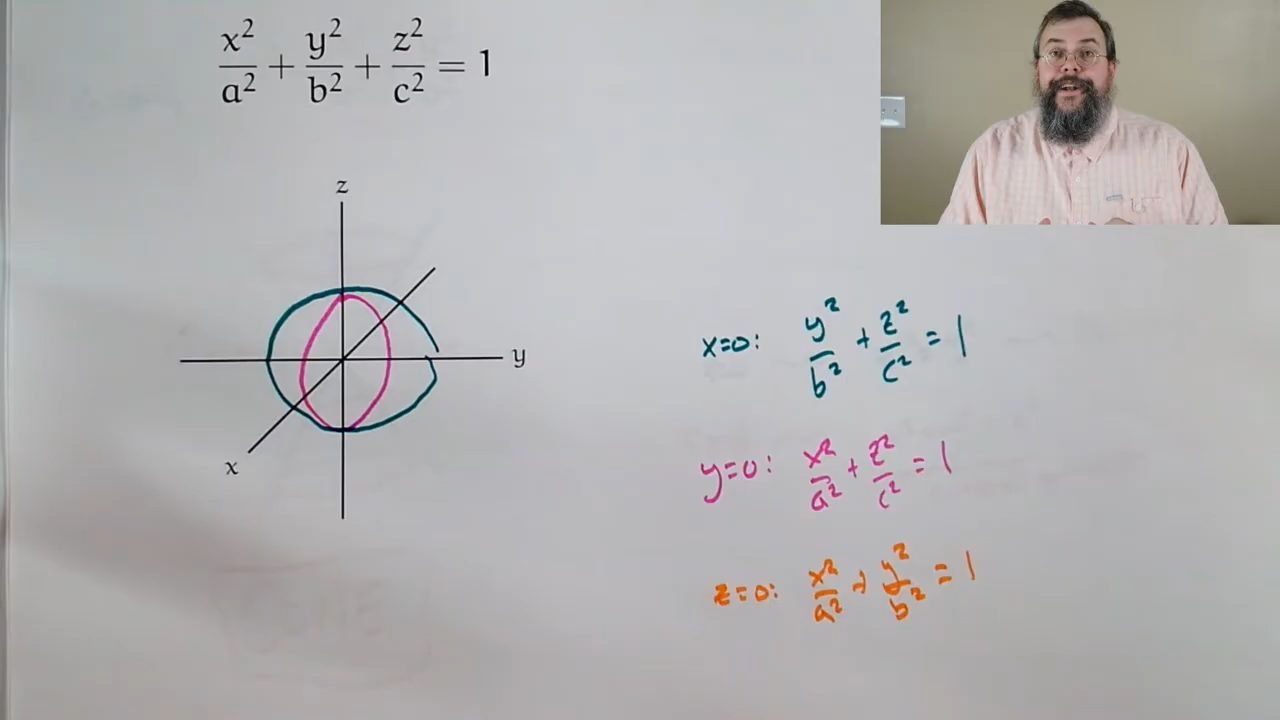 x²/a² + y²/b² + z²/c² = 1
z
y
x
x=0: y²/b² + z²/c² = 1
y=0: x²/a² + z²/c² = 1
z=0: x²/a² + y²/b² = 1